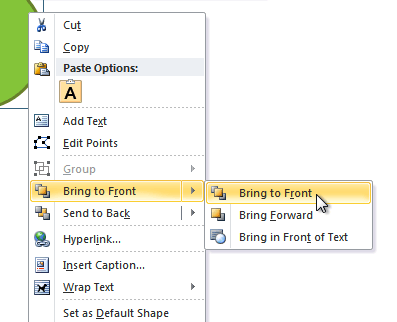 Cut
Copy
Paste Options:
A
Add Text
Edit Points
Group
Bring to Front
Send to Back
Hyperlink...
Insert Caption...
Wrap Text
Set as Default Shape
Bring to Front
Bring Forward
Bring in Front of Text